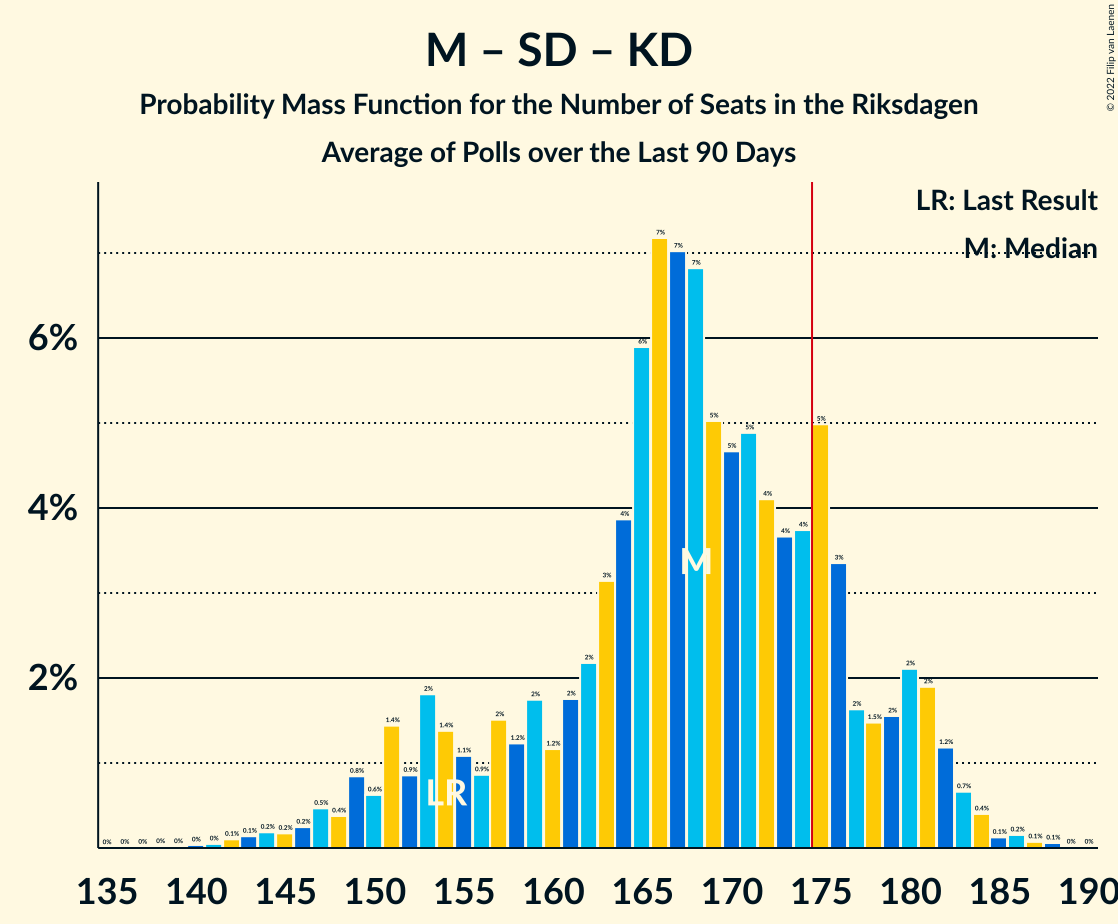 M – SD – KD
Probability Mass Function for the Number of Seats in the Riksdagen
Average of Polls over the Last 90 Days
© 2022 Filip van Laenen
LR: Last Result
M: Median
6%
4%
2%
0% 0% 0% 0% 0% 0% 0% 0.1% 0.1% 0.2% 0.2% 0.2% 0.5% 0.4% 0.8% 0.6% 1.4% 0.9% 2% 1.4% 1.1% 0.9% 2% 1.2% 2% 1.2% 2% 2% 3% 4% 6% 7% 7% 7% 5% 5% 5% 4% 4% 4% 5% 3% 2% 1.5% 2% 2% 2% 1.2% 0.7% 0.4% 0.1% 0.2% 0.1% 0.1% 0% 0%
M
LR
135 140 145 150 155 160 165 170 175 180 185 190